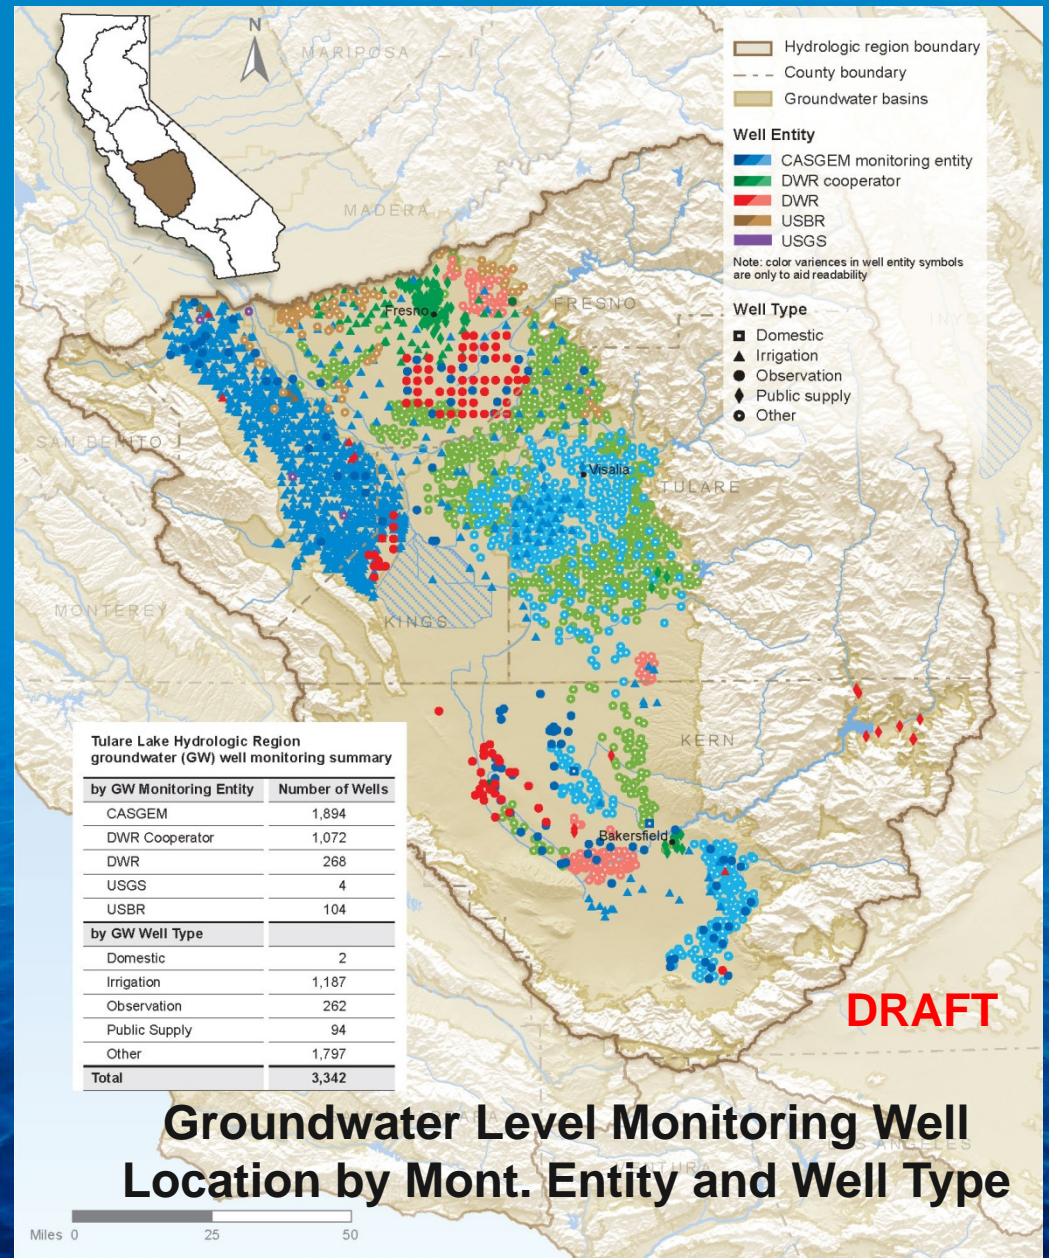 N
MARIPOSA
MADERA
FRESNO
Fresno
SAN BENITO
Visalia
TULARE
MONTEREY
KINGS
KERN
Bakersfield
Hydrologic region boundary
County boundary
Groundwater basins
Well Entity
CASGEM monitoring entity
DWR cooperator
DWR
USBR
USGS
Note: color variances in well entity symbols
are only to aid readability
Well Type
Domestic
Irrigation
Observation
Public supply
Other
Tulare Lake Hydrologic Region
groundwater (GW) well monitoring summary
by GW Monitoring Entity Number of Wells
CASGEM 1,894
DWR Cooperator 1,072
DWR 268
USGS 4
USBR 104
by GW Well Type
Domestic 2
Irrigation 1,187
Observation 262
Public Supply 94
Other 1,797
Total 3,342
DRAFT
Groundwater Level Monitoring Well
Location by Mont. Entity and Well Type
Miles 0 25 50